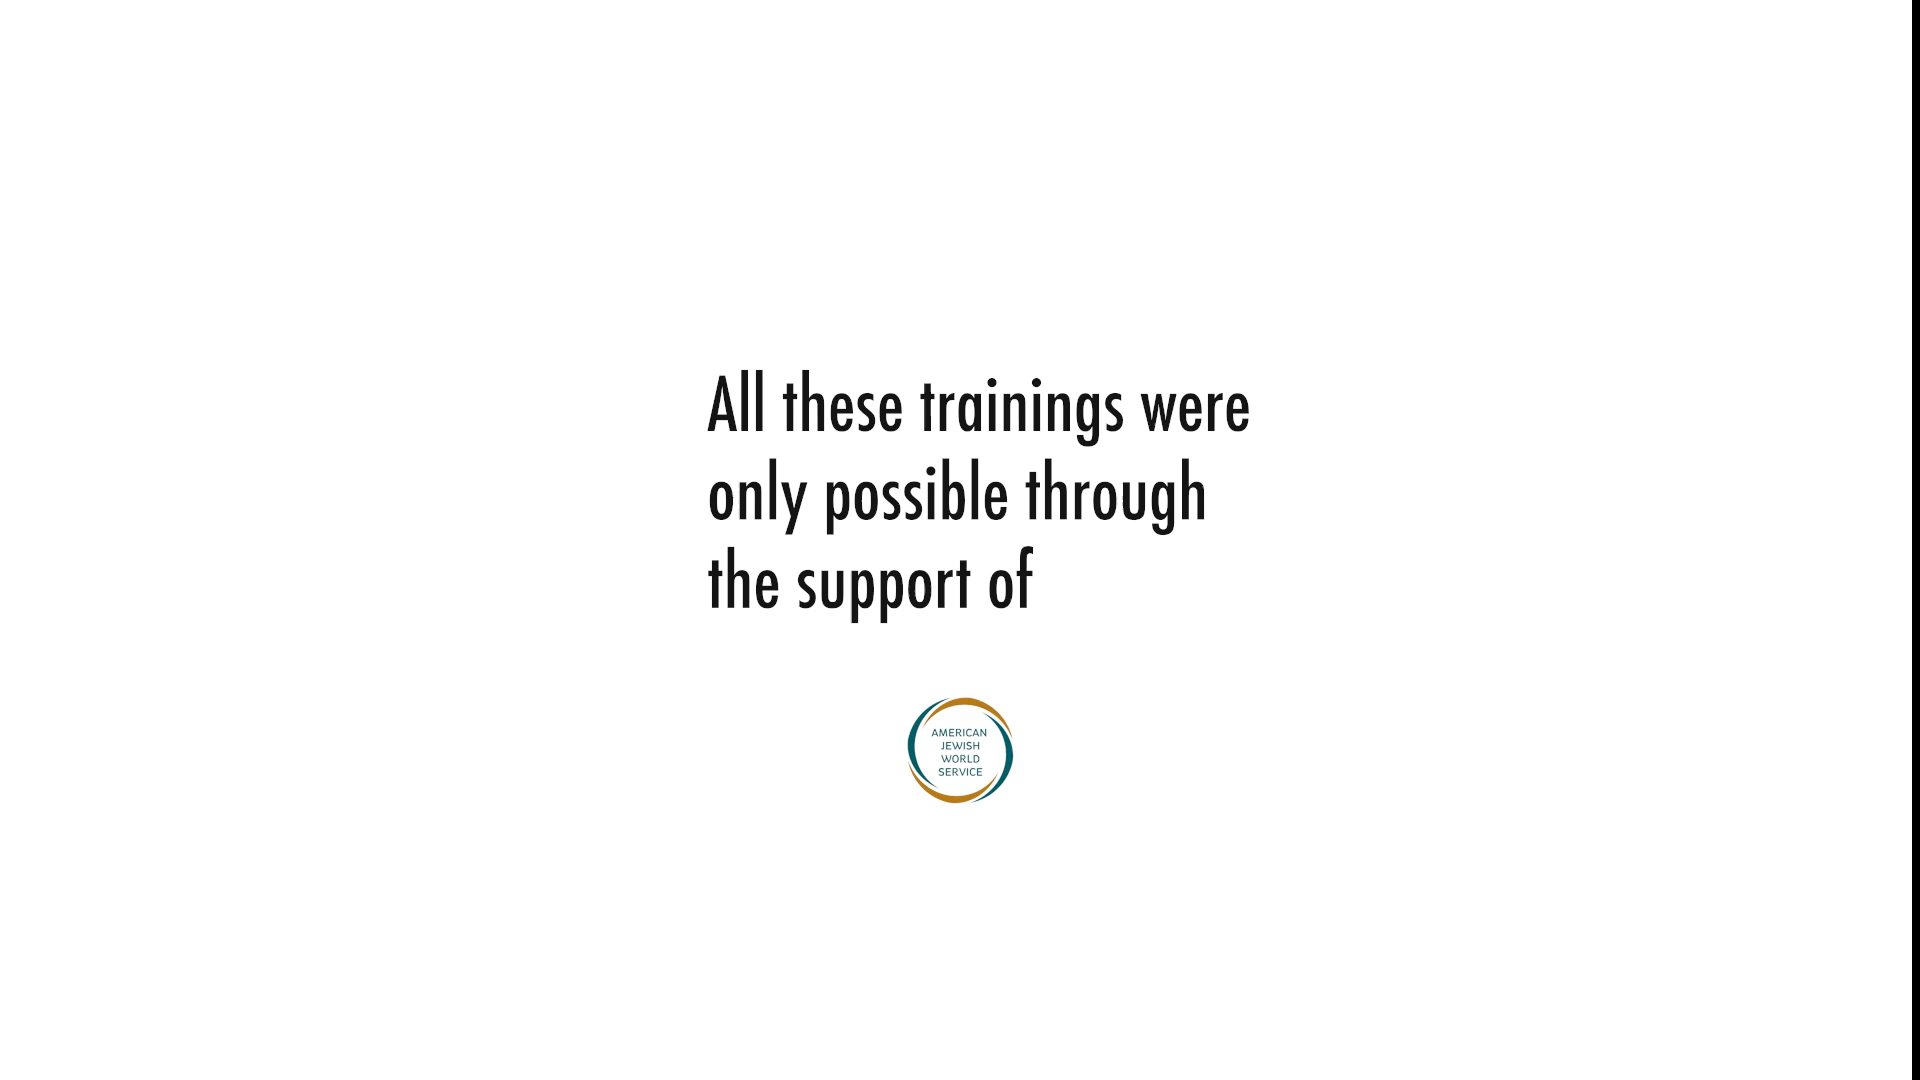 All these trainings were
only possible through
the support of
AMERICAN
JEWISH
WORLD
SERVICE